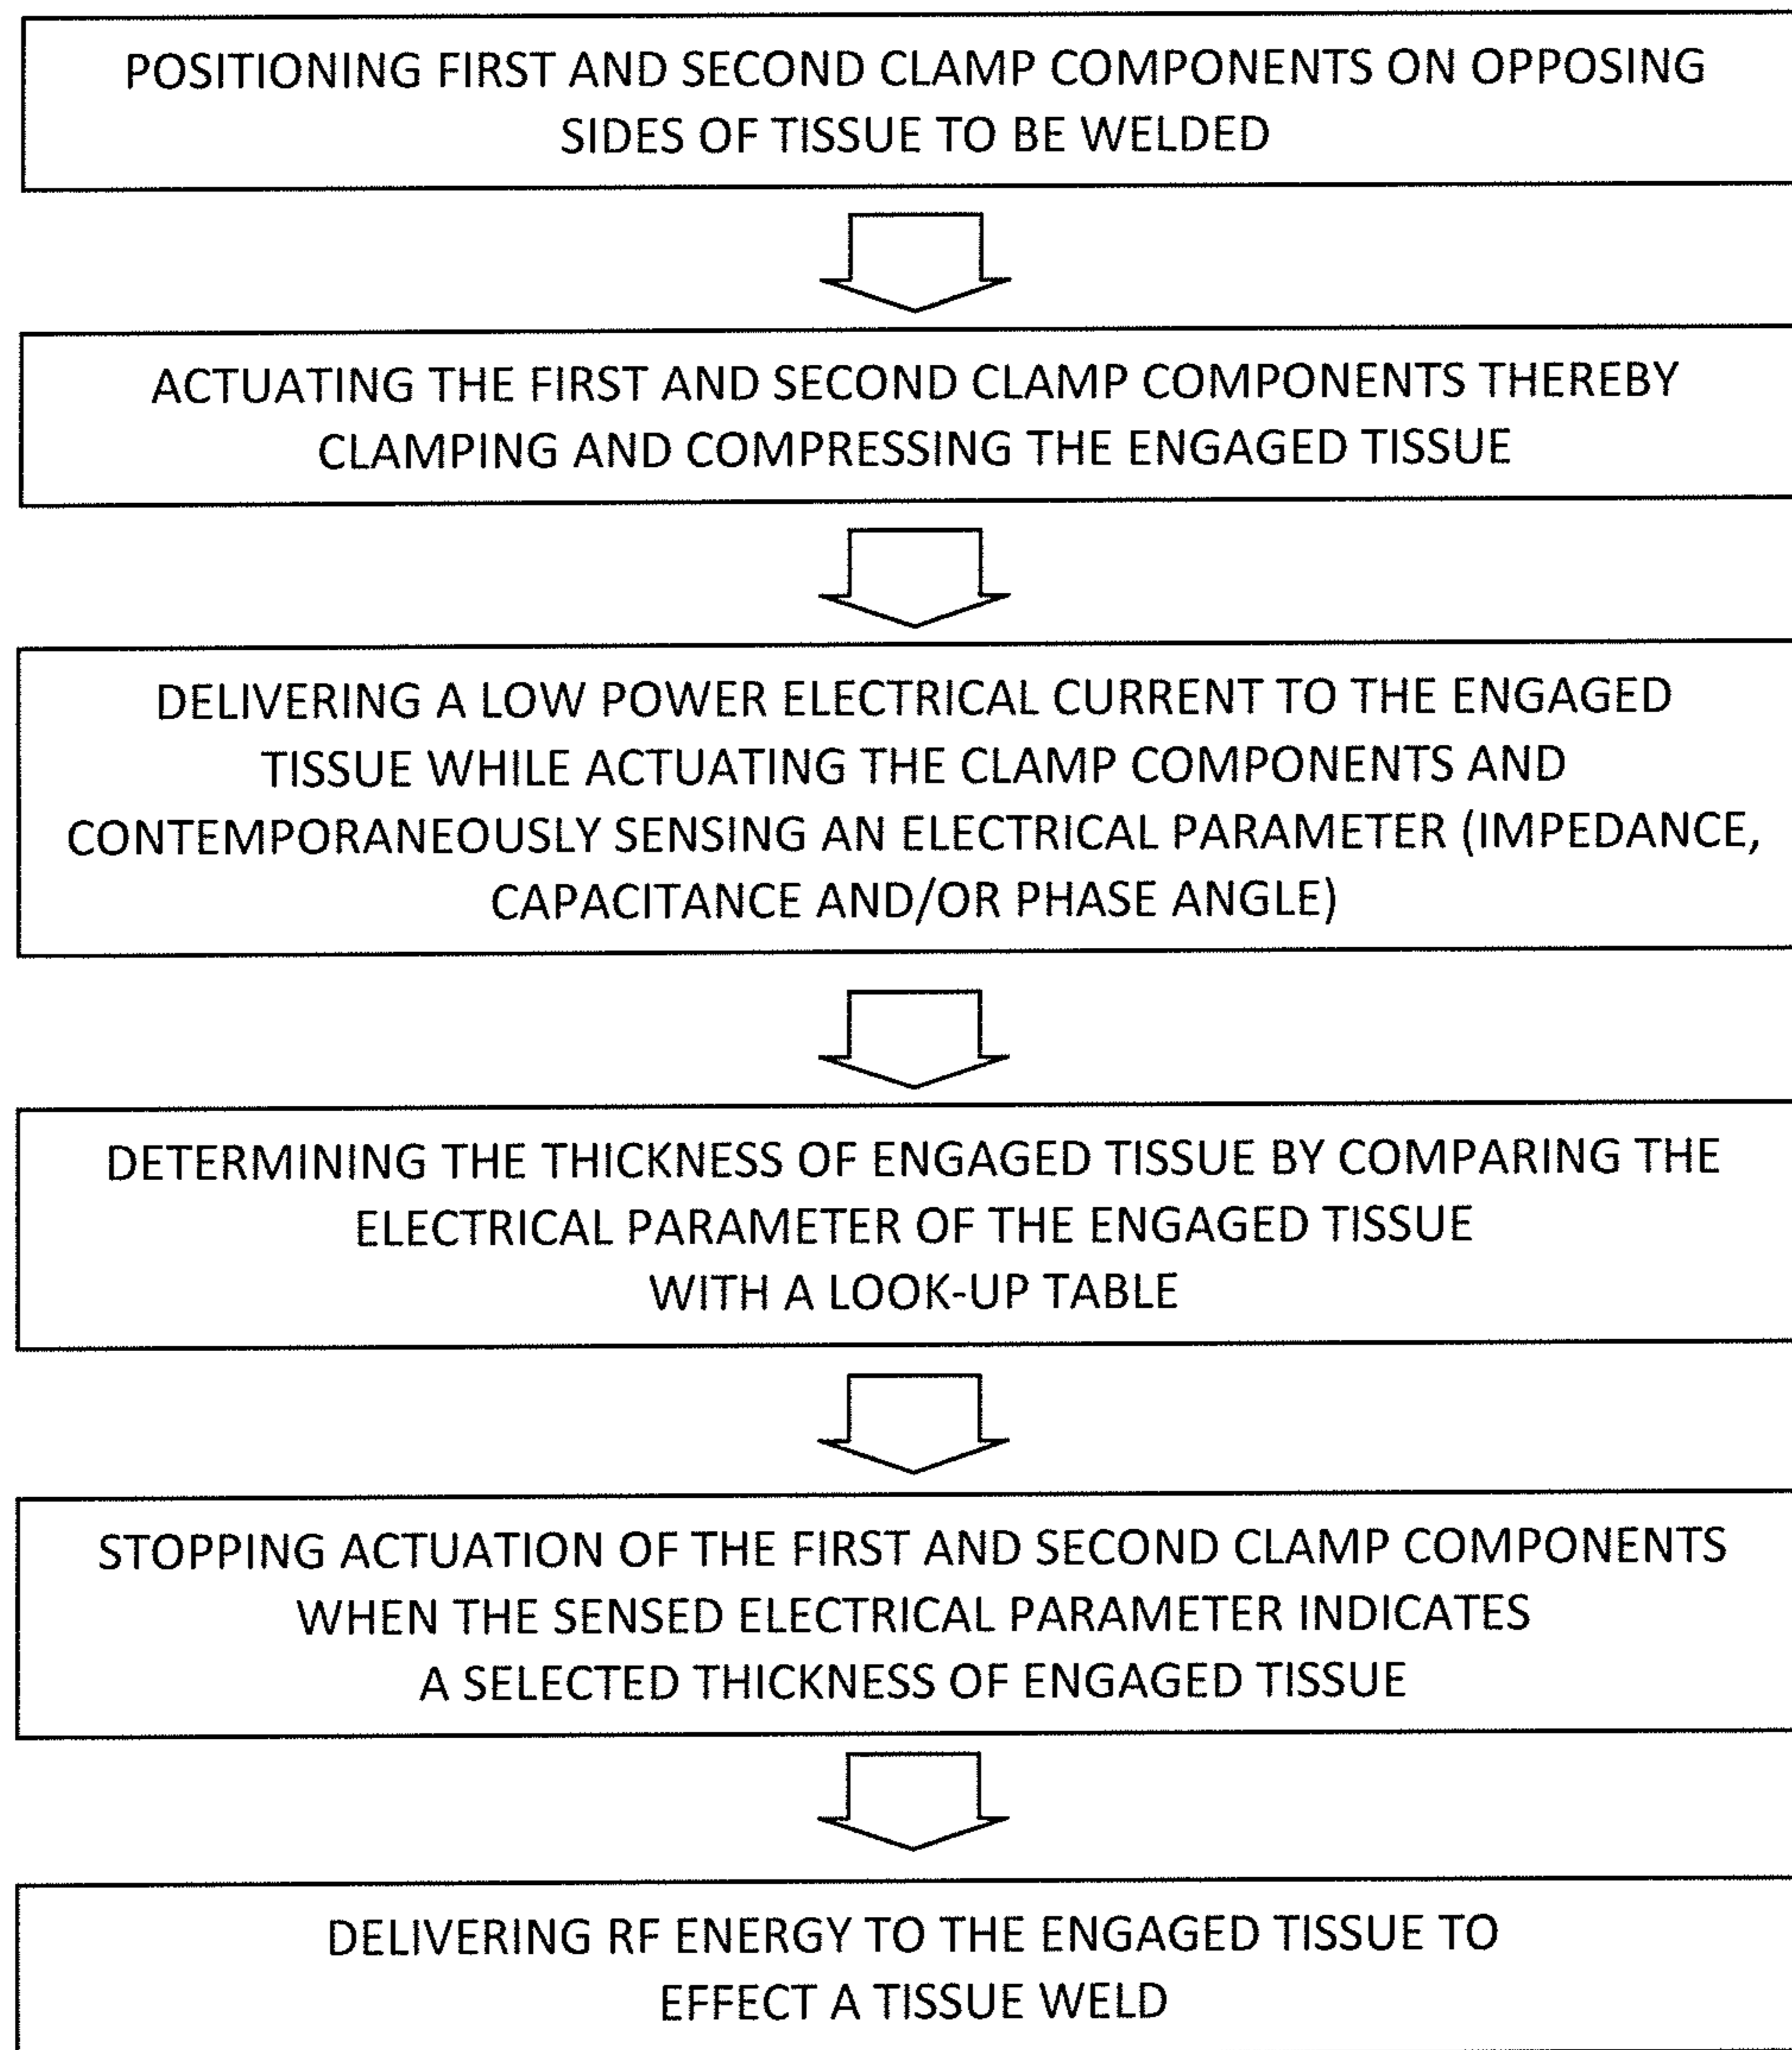 POSITIONING FIRST AND SECOND CLAMP COMPONENTS ON OPPOSING
SIDES OF TISSUE TO BE WELDED
ACTUATING THE FIRST AND SECOND CLAMP COMPONENTS THEREBY
CLAMPING AND COMPRESSING THE ENGAGED TISSUE
DELIVERING A LOW POWER ELECTRICAL CURRENT TO THE ENGAGED
TISSUE WHILE ACTUATING THE CLAMP COMPONENTS AND
CONTEMPORANEOUSLY SENSING AN ELECTRICAL PARAMETER (IMPEDANCE,
CAPACITANCE AND/OR PHASE ANGLE)
DETERMINING THE THICKNESS OF ENGAGED TISSUE BY COMPARING THE
ELECTRICAL PARAMETER OF THE ENGAGED TISSUE
WITH A LOOK-UP TABLE
STOPPING ACTUATION OF THE FIRST AND SECOND CLAMP COMPONENTS
WHEN THE SENSED ELECTRICAL PARAMETER INDICATES
A SELECTED THICKNESS OF ENGAGED TISSUE
DELIVERING RF ENERGY TO THE ENGAGED TISSUE TO
EFFECT A TISSUE WELD